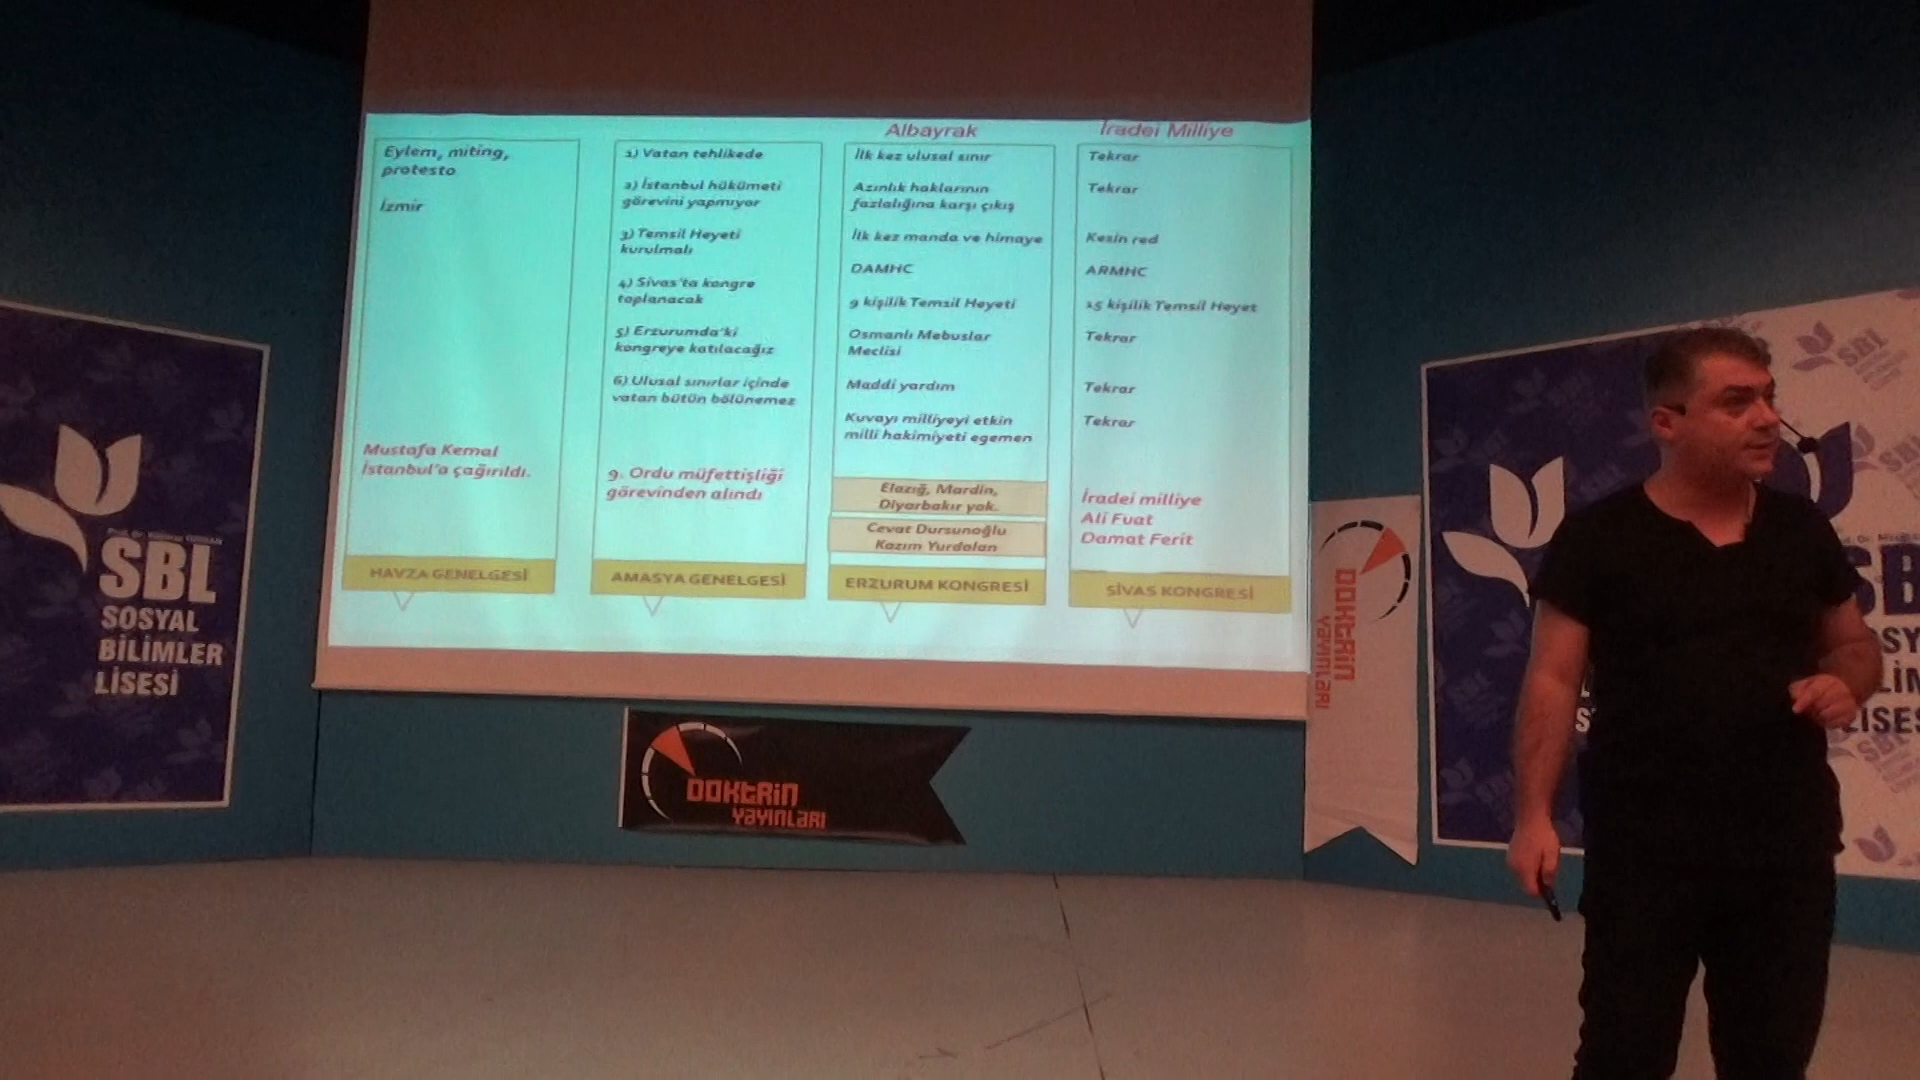 Albayrak
İradei Milliye
Eylem, miting,
protesto
İzmir
Mustafa Kemal
İstanbul'a çağırıldı.
HAVZA GENELGESİ
1) Vatan tehlikede
2) İstanbul hükümeti
görevini yapmıyor
3) Temsil Heyeti
kurulmalı
4) Sivas'ta kongre
toplanacak
5) Erzurumda'ki
kongreye katılacağız
6) Ulusal sınırlar içinde
vatan bütün bölünemez
9. Ordu müfettişliği
görevinden alındı
AMASYA GENELGESİ
İlk kez ulusal sınır
Azınlık haklarının
fazlalığına karşı çıkış
İlk kez manda ve himaye
DAMHC
9 kişilik Temsil Heyeti
Osmanlı Mebuslar
Meclisi
Maddi yardım
Kuvayı milliyeyi etkin
milli hakimiyeti egemen
Elazığ, Mardin,
Diyarbakır yok.
Cevat Dursunoğlu
Kazım Yurdalan
ERZURUM KONGRESİ
Tekrar
Tekrar
Kesin red
ARMHC
15 kişilik Temsil Heyet
Tekrar
Tekrar
Tekrar
İradei milliye
Ali Fuat
Damat Ferit
SİVAS KONGRESİ
SBL
SOSYAL
BİLİMLER
LİSESİ
DOKTRİN
YAYINLARI
DOKTRİN
YAYINLARI
SBL